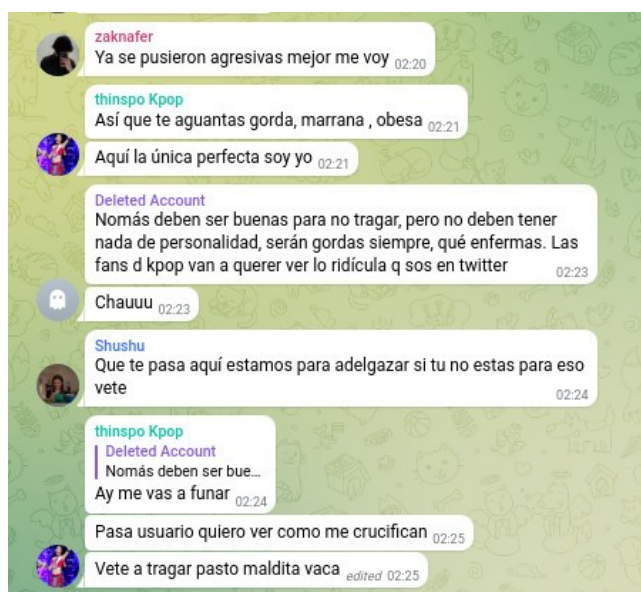 zaknafer
Ya se pusieron agresivas mejor me voy 02:20
thinspo Kpop
Así que te aguantas gorda, marrana , obesa 02:21
Aquí la única perfecta soy yo 02:21
Deleted Account
Nomás deben ser buenas para no tragar, pero no deben tener
nada de personalidad, serán gordas siempre, qué enfermas. Las
fans d kpop van a querer ver lo ridícula q sos en twitter 02:23
Chauuu 02:23
Shushu
Que te pasa aquí estamos para adelgazar si tu no estas para eso
vete 02:24
thinspo Kpop
Deleted Account
Nomás deben ser bue...
Ay me vas a funar 02:24
Pasa usuario quiero ver como me crucifican 02:25
Vete a tragar pasto maldita vaca edited 02:25